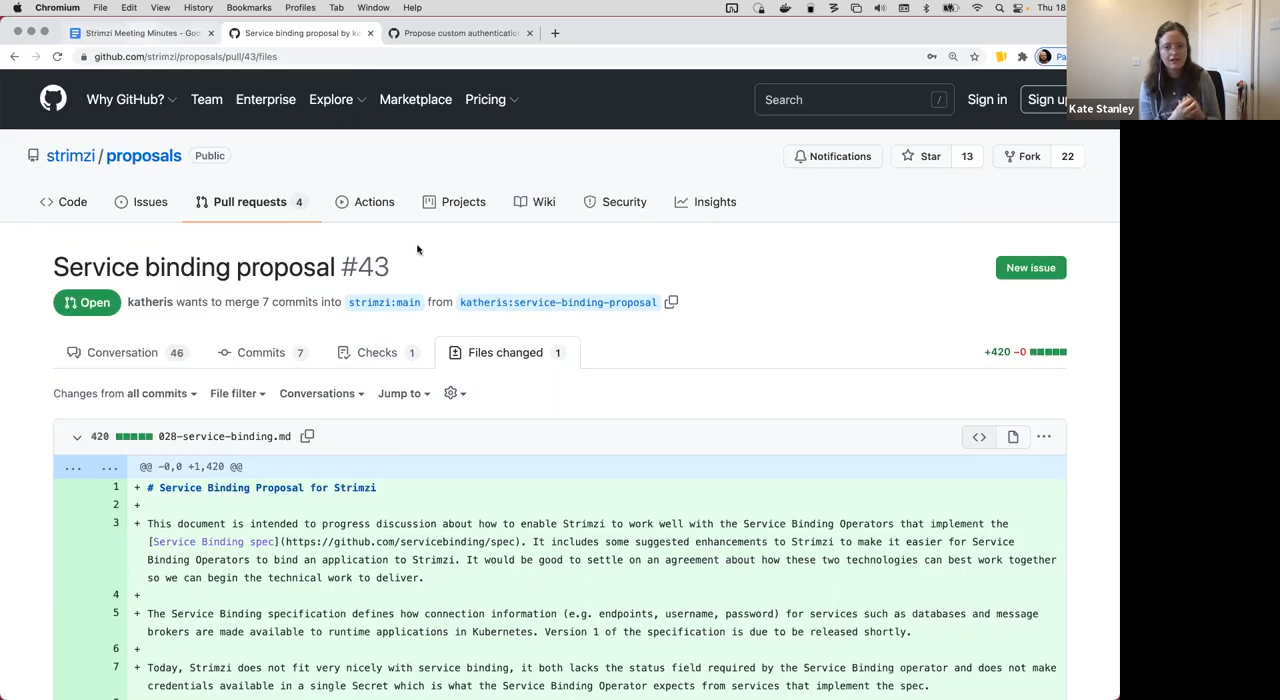 Chromium File Edit View History Bookmarks Profiles Tab Window Help Thu 18
Strimzi Meeting Minutes - Goo Service binding proposal by ka Propose custom authenticatio
github.com/strimzi/proposals/pull/43/files Pa
Kate Stanley
Why GitHub? Team Enterprise Explore Marketplace Pricing Search / Sign in Sign up
strimzi / proposals Public Notifications Star 13 Fork 22
Code Issues Pull requests 4 Actions Projects Wiki Security Insights
Service binding proposal #43 New issue
Open katheris wants to merge 7 commits into strimzi:main from katheris:service-binding-proposal
Conversation 46 Commits 7 Checks 1 Files changed 1 +420 −0
Changes from all commits File filter Conversations Jump to
420 028-service-binding.md
... ... @@ -0,0 +1,420 @@
1 + # Service Binding Proposal for Strimzi
2 +
3 + This document is intended to progress discussion about how to enable Strimzi to work well with the Service Binding Operators that implement the
[Service Binding spec](https://github.com/servicebinding/spec). It includes some suggested enhancements to Strimzi to make it easier for Service
Binding Operators to bind an application to Strimzi. It would be good to settle on an agreement about how these two technologies can best work together
so we can begin the technical work to deliver.
4 +
5 + The Service Binding specification defines how connection information (e.g. endpoints, username, password) for services such as databases and message
brokers are made available to runtime applications in Kubernetes. Version 1 of the specification is due to be released shortly.
6 +
7 + Today, Strimzi does not fit very nicely with service binding, it both lacks the status field required by the Service Binding operator and does not make
credentials available in a single Secret which is what the Service Binding Operator expects from services that implement the spec.